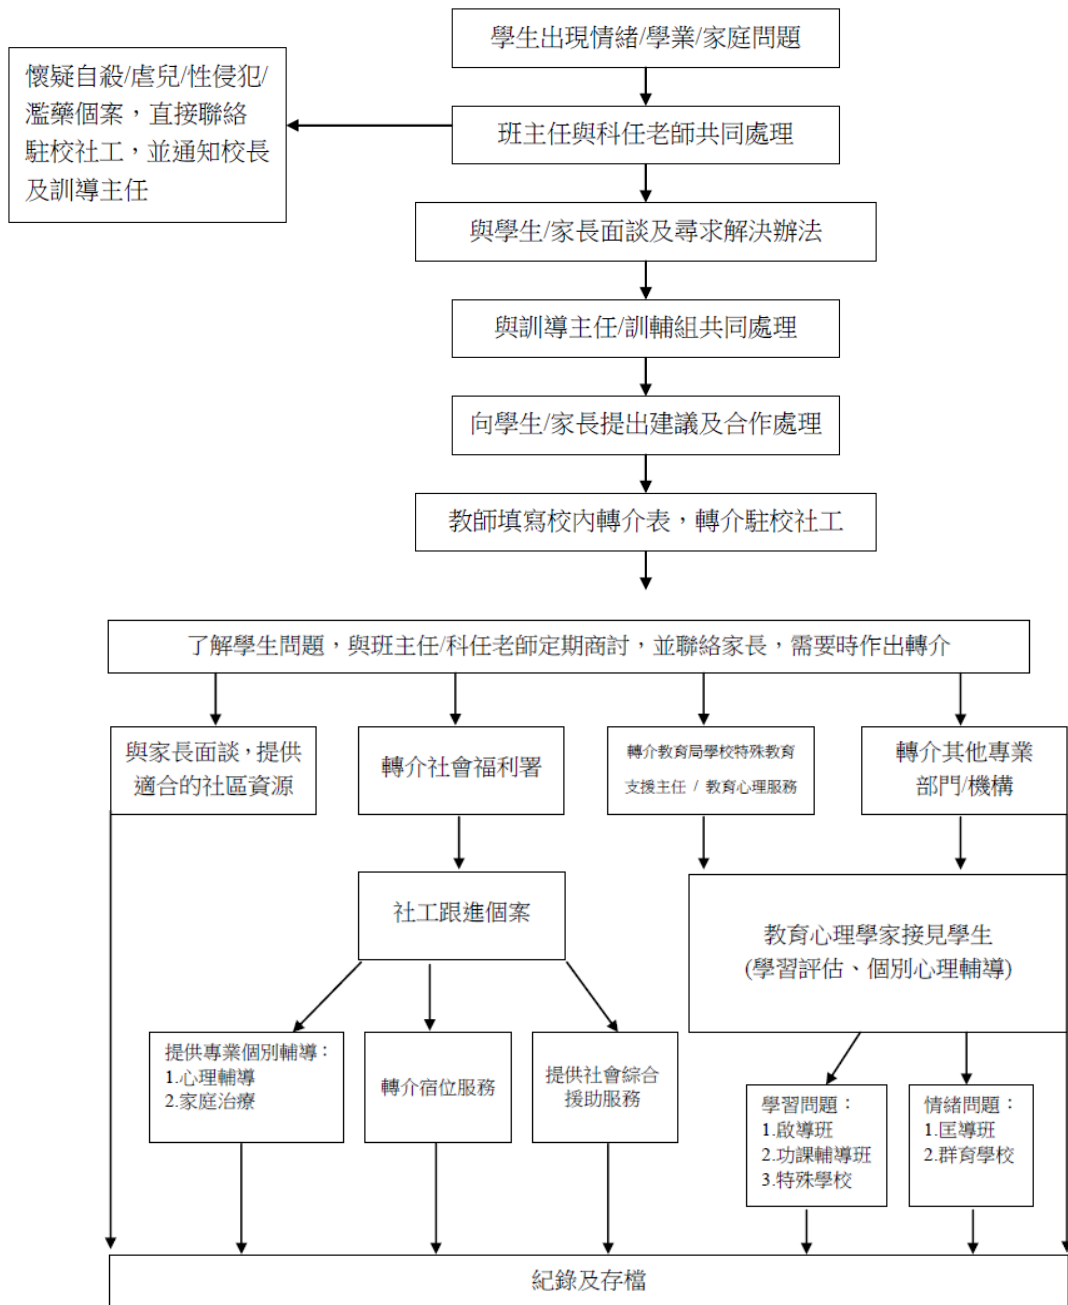 學生出現情緒/學業/家庭問題
懷疑自殺/虐兒/性侵犯/
濫藥個案，直接聯絡
駐校社工，並通知校長
及訓導主任
班主任與科任老師共同處理
與學生/家長面談及尋求解決辦法
與訓導主任/訓輔組共同處理
向學生/家長提出建議及合作處理
教師填寫校內轉介表，轉介駐校社工
了解學生問題，與班主任/科任老師定期商討，並聯絡家長，需要時作出轉介
與家長面談，提供
適合的社區資源
轉介社會福利署
轉介教育局學校特殊教育
支援主任 / 教育心理服務
轉介其他專業
部門/機構
社工跟進個案
教育心理學家接見學生
(學習評估、個別心理輔導)
提供專業個別輔導：
1.心理輔導
2.家庭治療
轉介宿位服務
提供社會綜合
援助服務
學習問題：
1.啟導班
2.功課輔導班
3.特殊學校
情緒問題：
1.匡導班
2.群育學校
紀錄及存檔